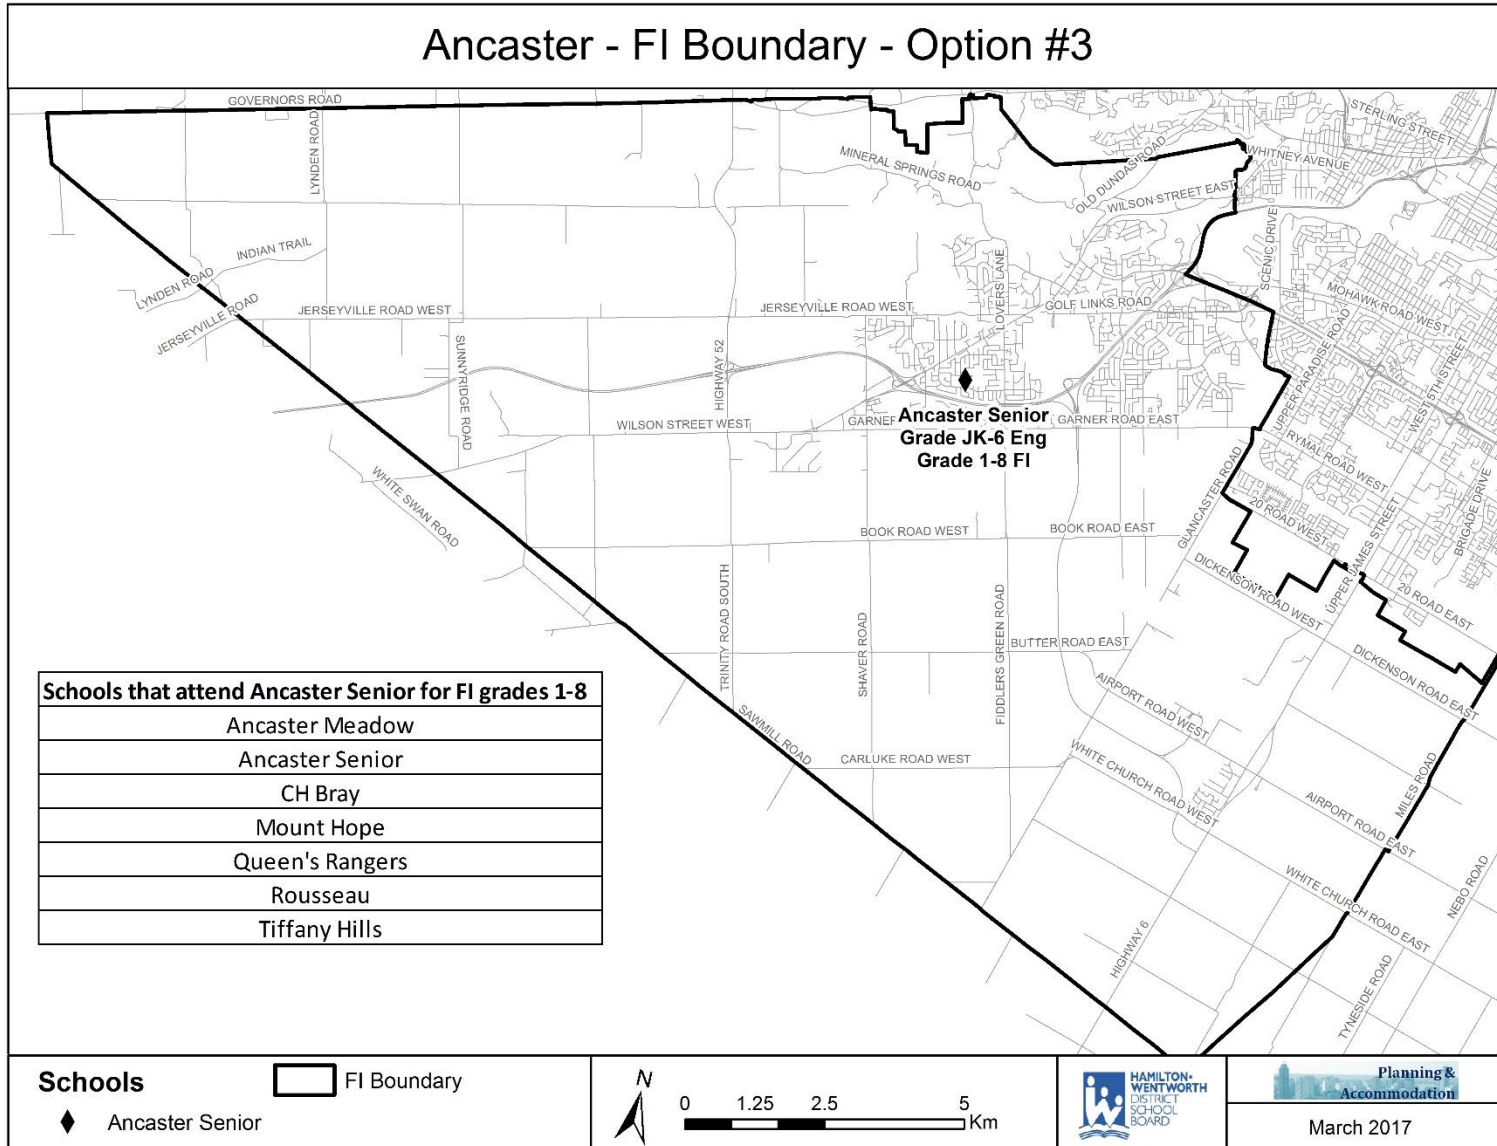 Ancaster - FI Boundary - Option #3
GOVERNORS ROAD
LYNDEN ROAD
MINERAL SPRINGS ROAD
OLD DUNDAS ROAD
WILSON STREET EAST
STERLING STREET
WHITNEY AVENUE
SCENIC DRIVE
INDIAN TRAIL
LYNDEN ROAD
JERSEYVILLE ROAD
JERSEYVILLE ROAD WEST
JERSEYVILLE ROAD WEST
LOVERS LANE
GOLF LINKS ROAD
MOHAWK ROAD WEST
UPPER PARADISE ROAD
WEST 5TH STREET
SUNNYRIDGE ROAD
HIGHWAY 52
WILSON STREET WEST
GARNER
GARNER ROAD EAST
Ancaster Senior
Grade JK-6 Eng
Grade 1-8 FI
RYMAL ROAD WEST
GLANCASTER ROAD
20 ROAD WEST
BRIGADE DRIVE
WHITE SWAN ROAD
BOOK ROAD WEST
BOOK ROAD EAST
DICKENSON ROAD WEST
UPPER JAMES STREET
20 ROAD EAST
TRINITY ROAD SOUTH
SHAVER ROAD
FIDDLERS GREEN ROAD
BUTTER ROAD EAST
DICKENSON ROAD EAST
AIRPORT ROAD WEST
SAWMILL ROAD
CARLUKE ROAD WEST
WHITE CHURCH ROAD WEST
MILES ROAD
AIRPORT ROAD EAST
WHITE CHURCH ROAD EAST
NEBO ROAD
HIGHWAY 6
TYNESIDE ROAD
Schools that attend Ancaster Senior for FI grades 1-8
Ancaster Meadow
Ancaster Senior
CH Bray
Mount Hope
Queen's Rangers
Rousseau
Tiffany Hills
Schools
FI Boundary
Ancaster Senior
N
0 1.25 2.5 5
Km
HAMILTON-
WENTWORTH
DISTRICT
SCHOOL
BOARD
Planning &
Accommodation
March 2017